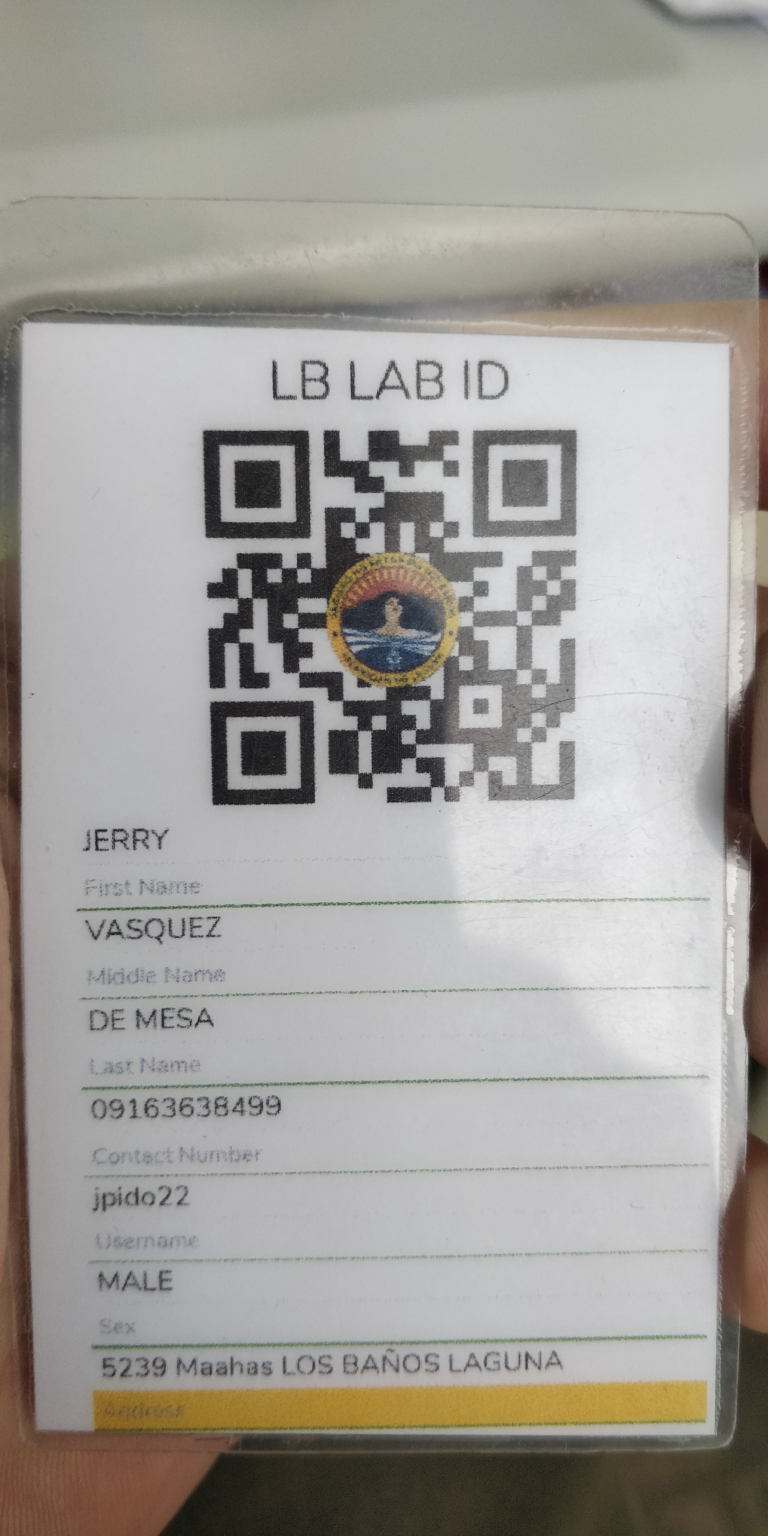 LB LAB ID
JERRY
First Name
VASQUEZ
Middle Name
DE MESA
Last Name
09163638499
Contact Number
jpido22
Username
MALE
Sex
5239 Maahas LOS BAÑOS LAGUNA
Address